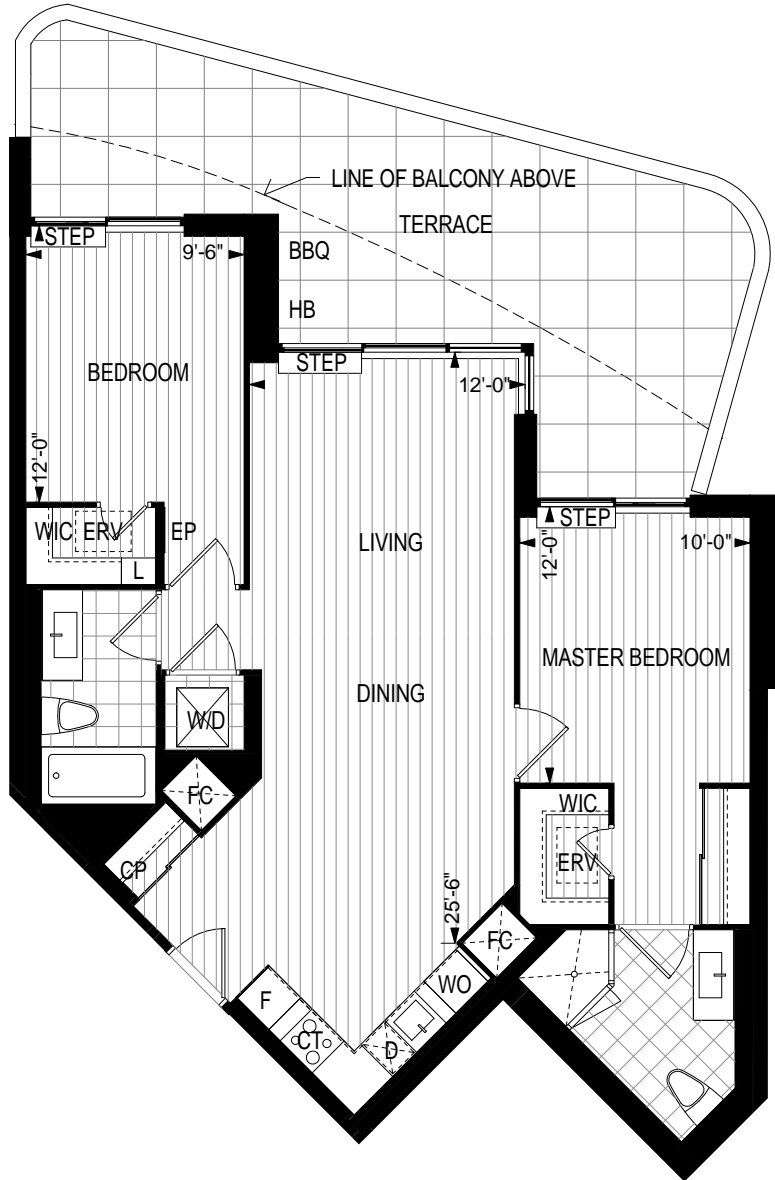 LINE OF BALCONY ABOVE
TERRACE
STEP
9'-6"
BBQ
HB
STEP
12'-0"
BEDROOM
12'-0"
WIC
ERV
EP
L
LIVING
STEP
12'-0"
10'-0"
MASTER BEDROOM
DINING
W/D
FC
CP
WIC
ERV
25'-6"
FC
WO
F
CT
D